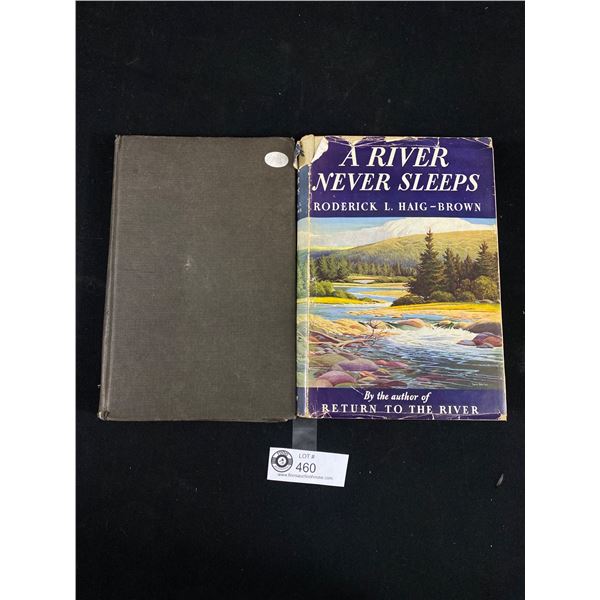 A RIVER
NEVER SLEEPS
RODERICK L. HAIG-BROWN
By the author of
RETURN TO THE RIVER
LOT #
460